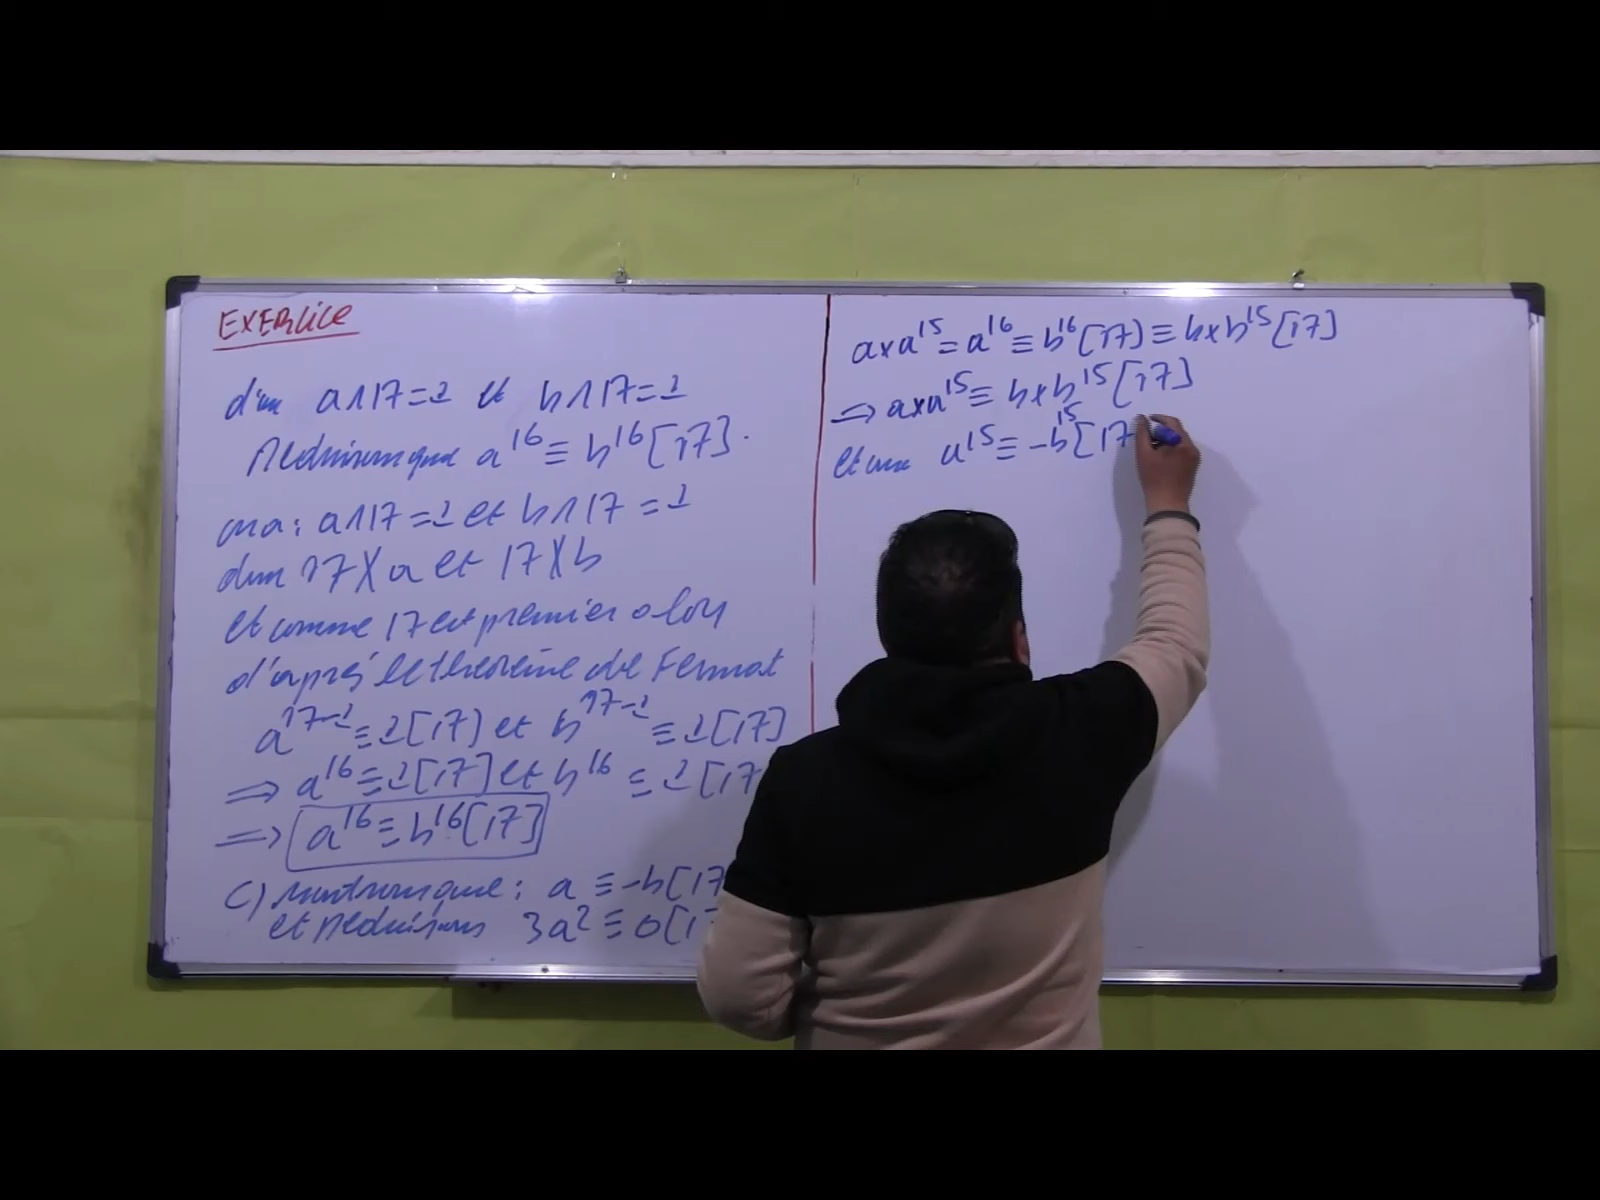 EXERCICE
d'où a∧17=1 et b∧17=1
Déduisons que a^16 ≡ b^16 [17].
on a: a∧17=1 et b∧17=1
donc 17∤a et 17∤b
et comme 17 est premier alors
d'après le théorème de Fermat
a^17-1 ≡ 1[17] et b^17-1 ≡ 1[17]
⇒ a^16 ≡ 1[17] et b^16 ≡ 1[17
⇒ a^16 ≡ b^16[17]
C) montrons que: a ≡ -b[17
et déduisons 3a² ≡ 0[1
a×a^15 = a^16 ≡ b^16 [17] ≡ b×b^15 [17]
⇒ a×a^15 ≡ b×b^15 [17]
et on a^15 ≡ -b^15 [17